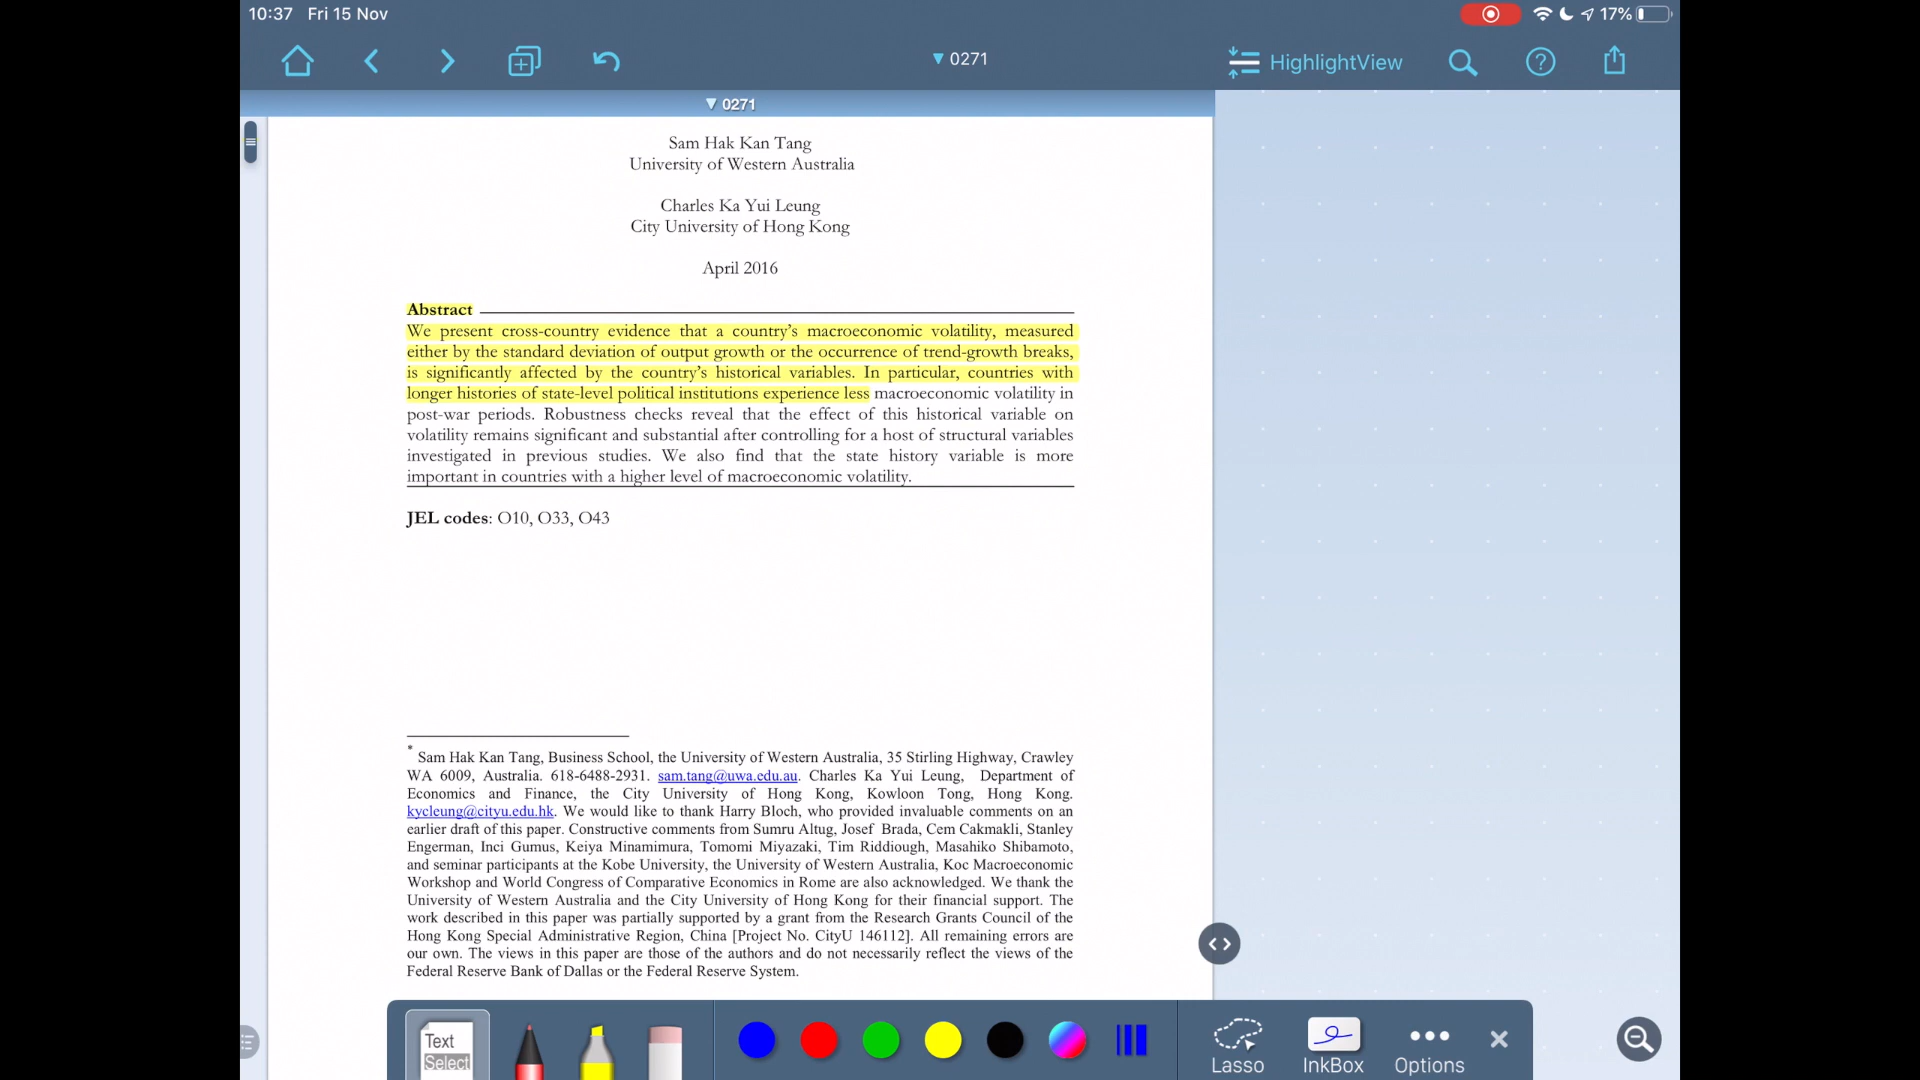 10:37 Fri 15 Nov
17%
▼ 0271
HighlightView
▼ 0271
Sam Hak Kan Tang
University of Western Australia
Charles Ka Yui Leung
City University of Hong Kong
April 2016
Abstract
We present cross-country evidence that a country's macroeconomic volatility, measured
either by the standard deviation of output growth or the occurrence of trend-growth breaks,
is significantly affected by the country's historical variables. In particular, countries with
longer histories of state-level political institutions experience less macroeconomic volatility in
post-war periods. Robustness checks reveal that the effect of this historical variable on
volatility remains significant and substantial after controlling for a host of structural variables
investigated in previous studies. We also find that the state history variable is more
important in countries with a higher level of macroeconomic volatility.
JEL codes: O10, O33, O43
* Sam Hak Kan Tang, Business School, the University of Western Australia, 35 Stirling Highway, Crawley
WA 6009, Australia. 618-6488-2931. sam.tang@uwa.edu.au. Charles Ka Yui Leung, Department of
Economics and Finance, the City University of Hong Kong, Kowloon Tong, Hong Kong.
kycleung@cityu.edu.hk. We would like to thank Harry Bloch, who provided invaluable comments on an
earlier draft of this paper. Constructive comments from Sumru Altug, Josef Brada, Cem Cakmakli, Stanley
Engerman, Inci Gumus, Keiya Minamimura, Tomomi Miyazaki, Tim Riddiough, Masahiko Shibamoto,
and seminar participants at the Kobe University, the University of Western Australia, Koc Macroeconomic
Workshop and World Congress of Comparative Economics in Rome are also acknowledged. We thank the
University of Western Australia and the City University of Hong Kong for their financial support. The
work described in this paper was partially supported by a grant from the Research Grants Council of the
Hong Kong Special Administrative Region, China [Project No. CityU 146112]. All remaining errors are
our own. The views in this paper are those of the authors and do not necessarily reflect the views of the
Federal Reserve Bank of Dallas or the Federal Reserve System.
Text
Select
Lasso
InkBox
Options